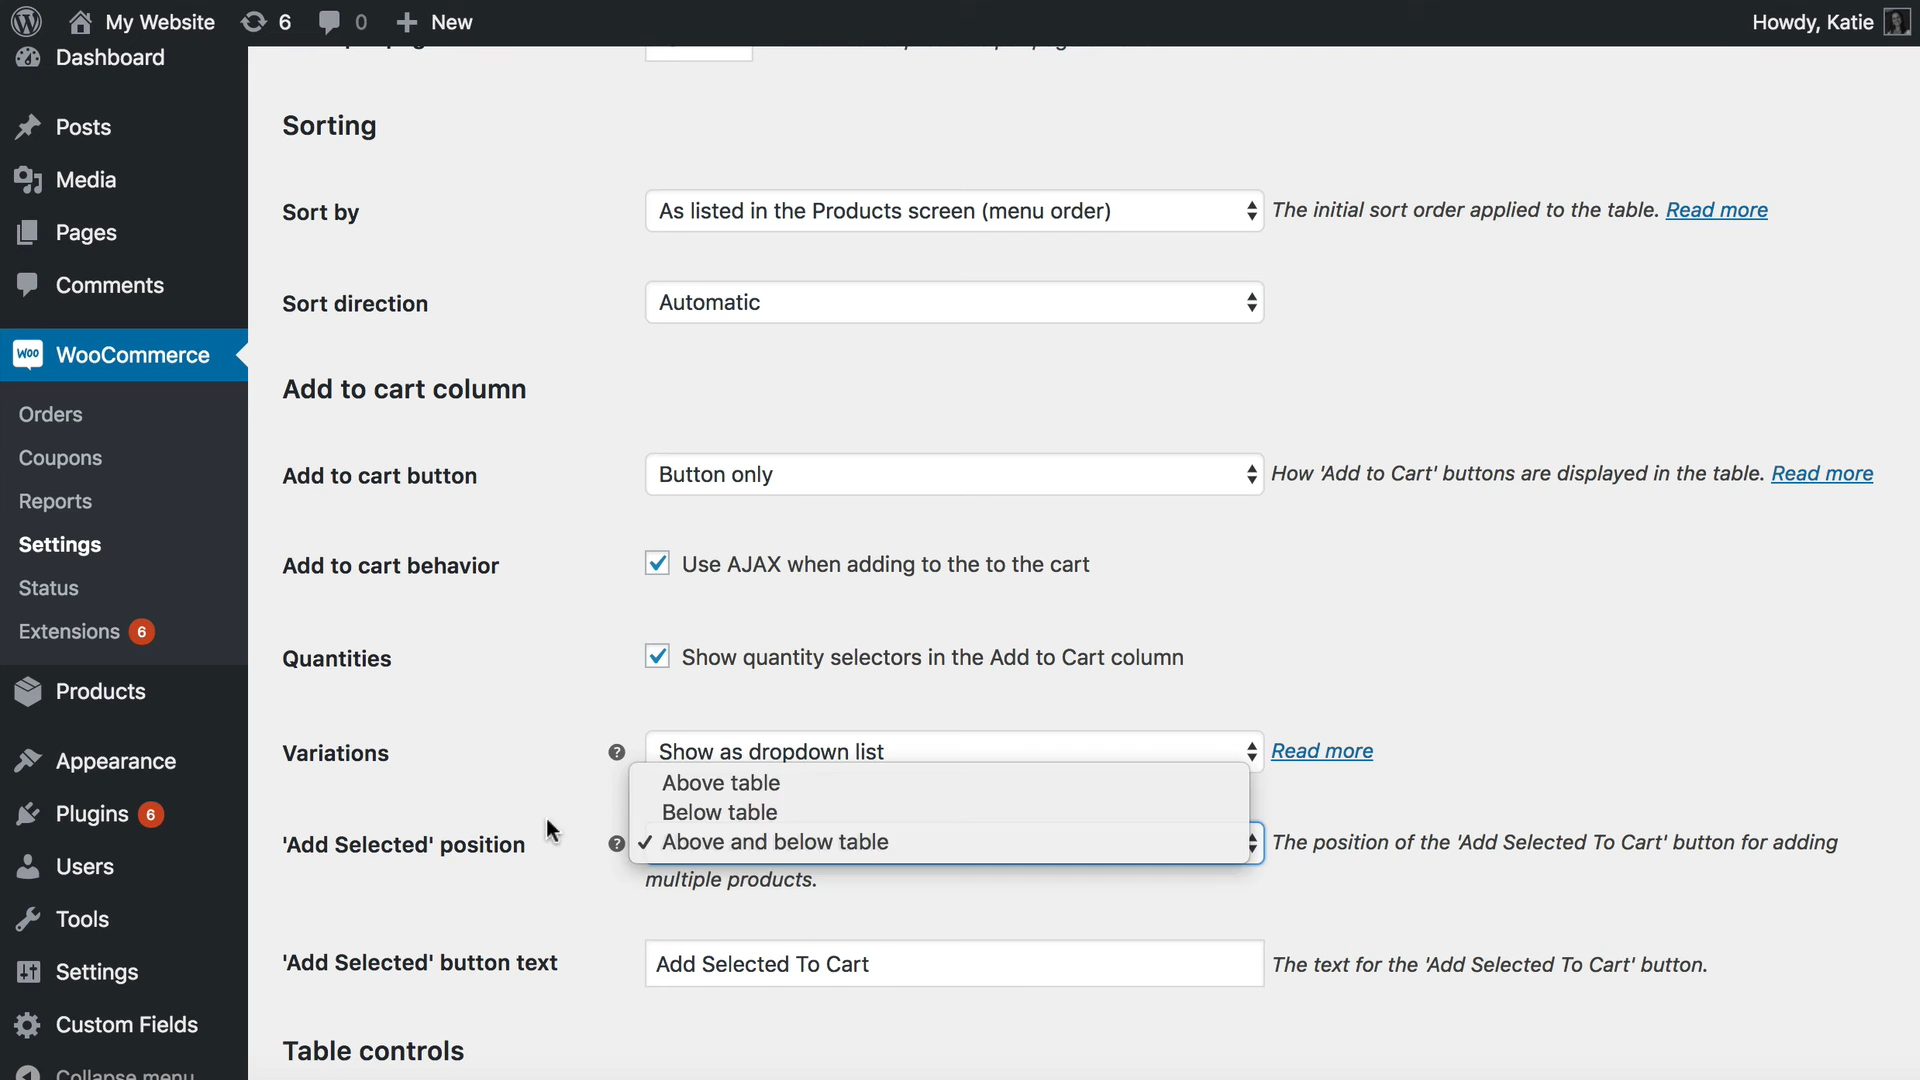 My Website 6 0 New Howdy, Katie
Dashboard
Posts
Media
Pages
Comments
WOO WooCommerce
Orders
Coupons
Reports
Settings
Status
Extensions 6
Products
Appearance
Plugins 6
Users
Tools
Settings
Custom Fields
Collapse menu
Sorting
Sort by As listed in the Products screen (menu order) The initial sort order applied to the table. Read more
Sort direction Automatic
Add to cart column
Add to cart button Button only How 'Add to Cart' buttons are displayed in the table. Read more
Add to cart behavior Use AJAX when adding to the to the cart
Quantities Show quantity selectors in the Add to Cart column
Variations ? Show as dropdown list Read more
Above table
Below table
'Add Selected' position ? ✓ Above and below table The position of the 'Add Selected To Cart' button for adding
multiple products.
'Add Selected' button text Add Selected To Cart The text for the 'Add Selected To Cart' button.
Table controls